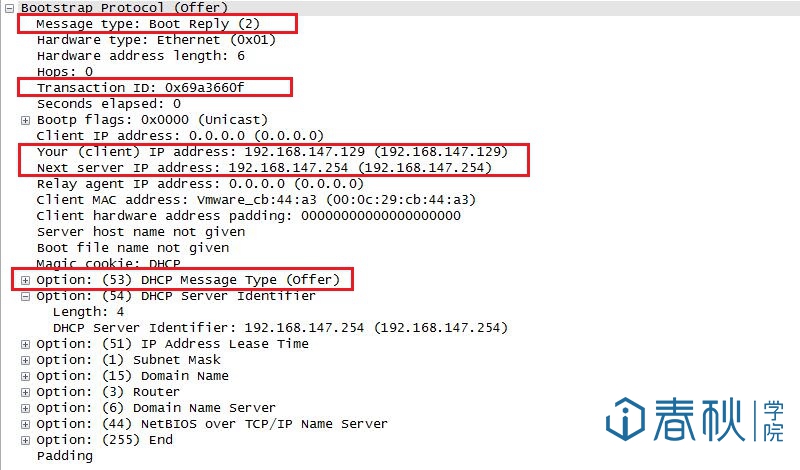 Bootstrap Protocol (Offer)
Message type: Boot Reply (2)
Hardware type: Ethernet (0x01)
Hardware address length: 6
Hops: 0
Transaction ID: 0x69a3660f
Seconds elapsed: 0
Bootp flags: 0x0000 (Unicast)
Client IP address: 0.0.0.0 (0.0.0.0)
Your (client) IP address: 192.168.147.129 (192.168.147.129)
Next server IP address: 192.168.147.254 (192.168.147.254)
Relay agent IP address: 0.0.0.0 (0.0.0.0)
Client MAC address: Vmware_cb:44:a3 (00:0c:29:cb:44:a3)
Client hardware address padding: 00000000000000000000
Server host name not given
Boot file name not given
Magic cookie: DHCP
Option: (53) DHCP Message Type (Offer)
Option: (54) DHCP Server Identifier
Length: 4
DHCP Server Identifier: 192.168.147.254 (192.168.147.254)
Option: (51) IP Address Lease Time
Option: (1) Subnet Mask
Option: (15) Domain Name
Option: (3) Router
Option: (6) Domain Name Server
Option: (44) NetBIOS over TCP/IP Name Server
Option: (255) End
Padding
春秋 学院